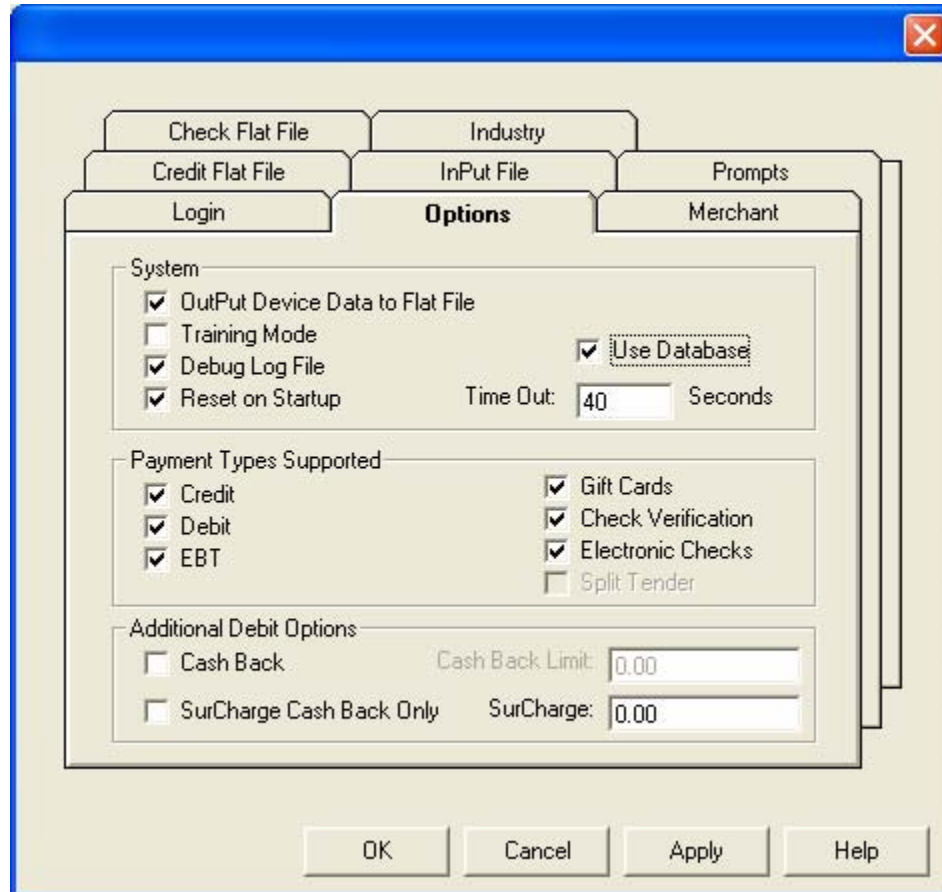 Check Flat File
Industry
Credit Flat File
InPut File
Prompts
Login
Options
Merchant
System
OutPut Device Data to Flat File
Training Mode
Use Database
Debug Log File
Reset on Startup
Time Out: 40 Seconds
Payment Types Supported
Credit
Gift Cards
Debit
Check Verification
EBT
Electronic Checks
Split Tender
Additional Debit Options
Cash Back
Cash Back Limit: 0.00
SurCharge Cash Back Only
SurCharge: 0.00
OK
Cancel
Apply
Help